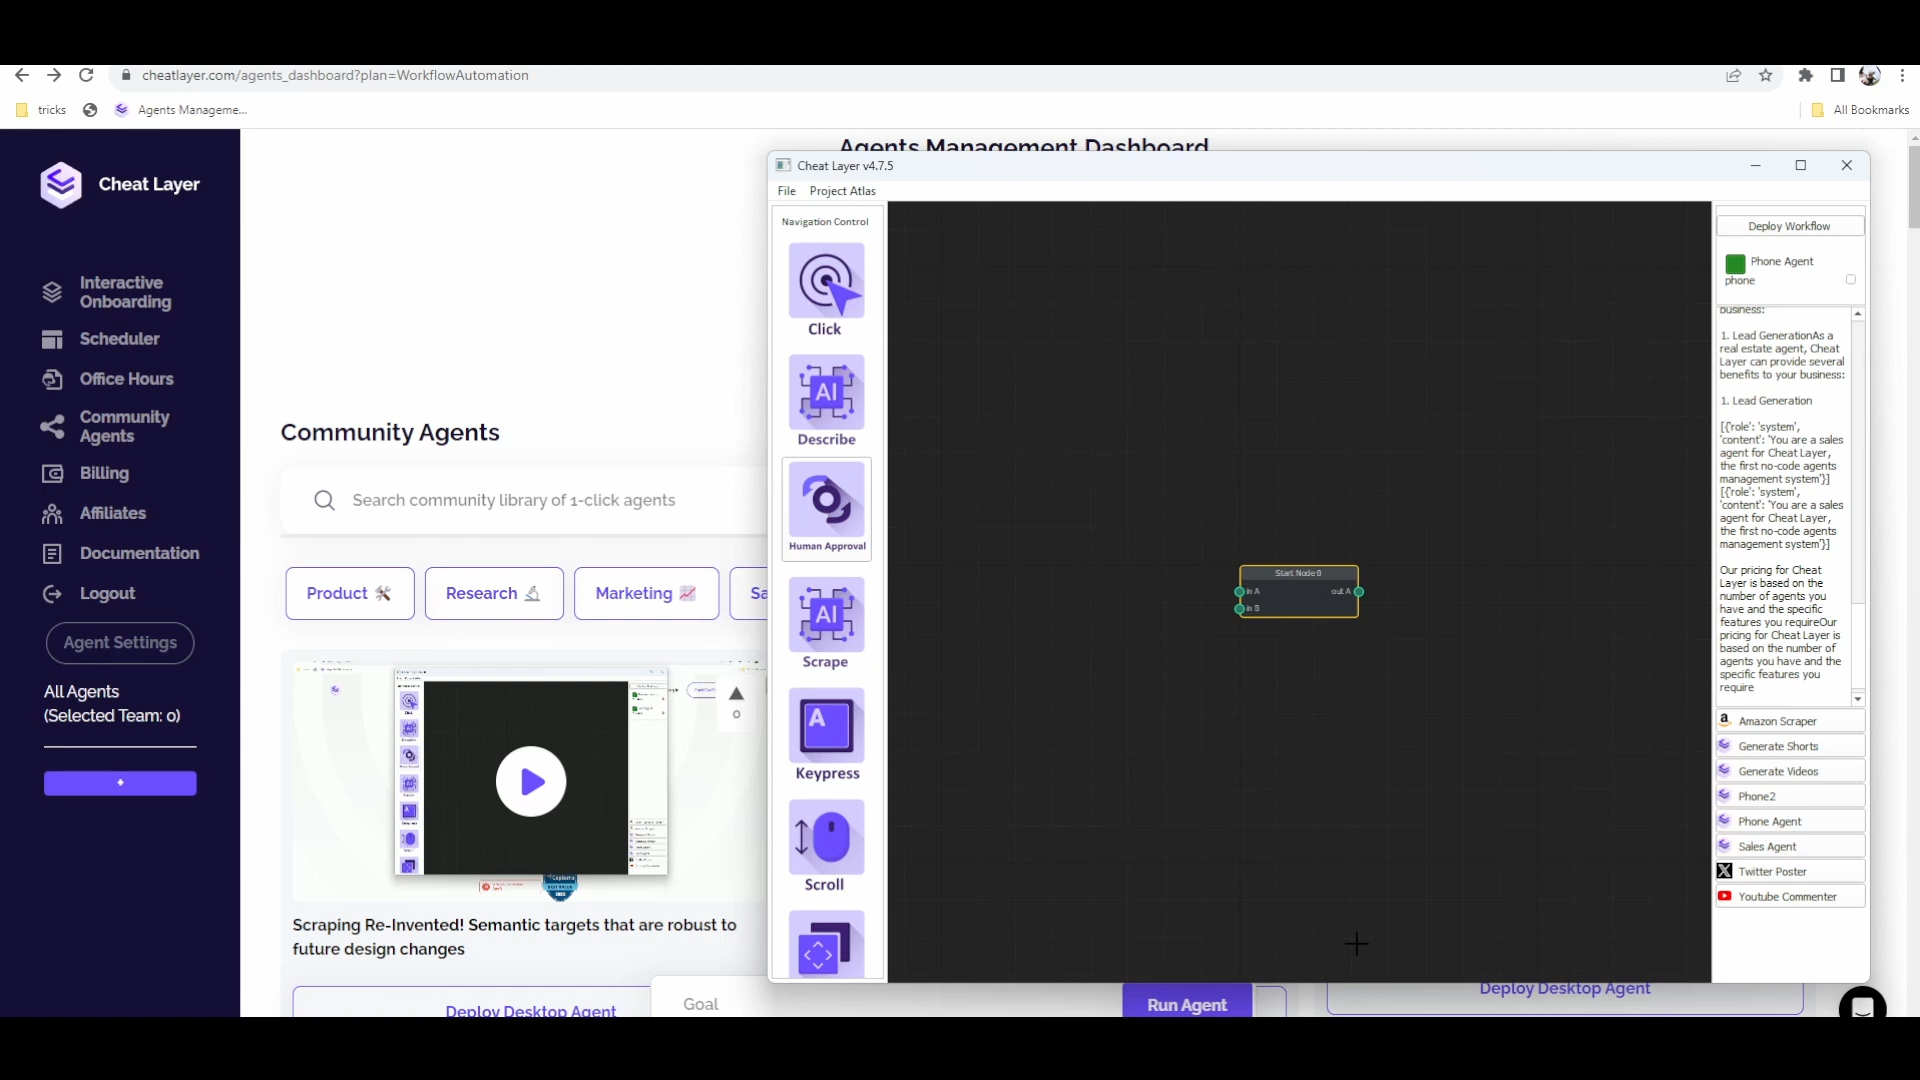 cheatlayer.com/agents_dashboard?plan=WorkflowAutomation
tricks
Agents Manageme...
All Bookmarks
Cheat Layer
Interactive
Onboarding
Scheduler
Office Hours
Community
Agents
Billing
Affiliates
Documentation
Logout
Agent Settings
All Agents
(Selected Team: 0)
+
Agents Management Dashboard
Community Agents
Search community library of 1-click agents
Product
Research
Marketing
Sa
0
Scraping Re-Invented! Semantic targets that are robust to
future design changes
Deploy Desktop Agent
Goal
Run Agent
Deploy Desktop Agent
Cheat Layer v4.7.5
File Project Atlas
Navigation Control
Click
AI
Describe
Human Approval
AI
Scrape
A
Keypress
Scroll
Start Node 0
in A
out A
in B
Deploy Workflow
Phone Agent
phone
business:
1. Lead GenerationAs a
real estate agent, Cheat
Layer can provide several
benefits to your business:
1. Lead Generation
[{'role': 'system',
'content': 'You are a sales
agent for Cheat Layer,
the first no-code agents
management system'}]
[{'role': 'system',
'content': 'You are a sales
agent for Cheat Layer,
the first no-code agents
management system'}]
Our pricing for Cheat
Layer is based on the
number of agents you
have and the specific
features you requireOur
pricing for Cheat Layer is
based on the number of
agents you have and the
specific features you
require
Amazon Scraper
Generate Shorts
Generate Videos
Phone2
Phone Agent
Sales Agent
Twitter Poster
Youtube Commenter